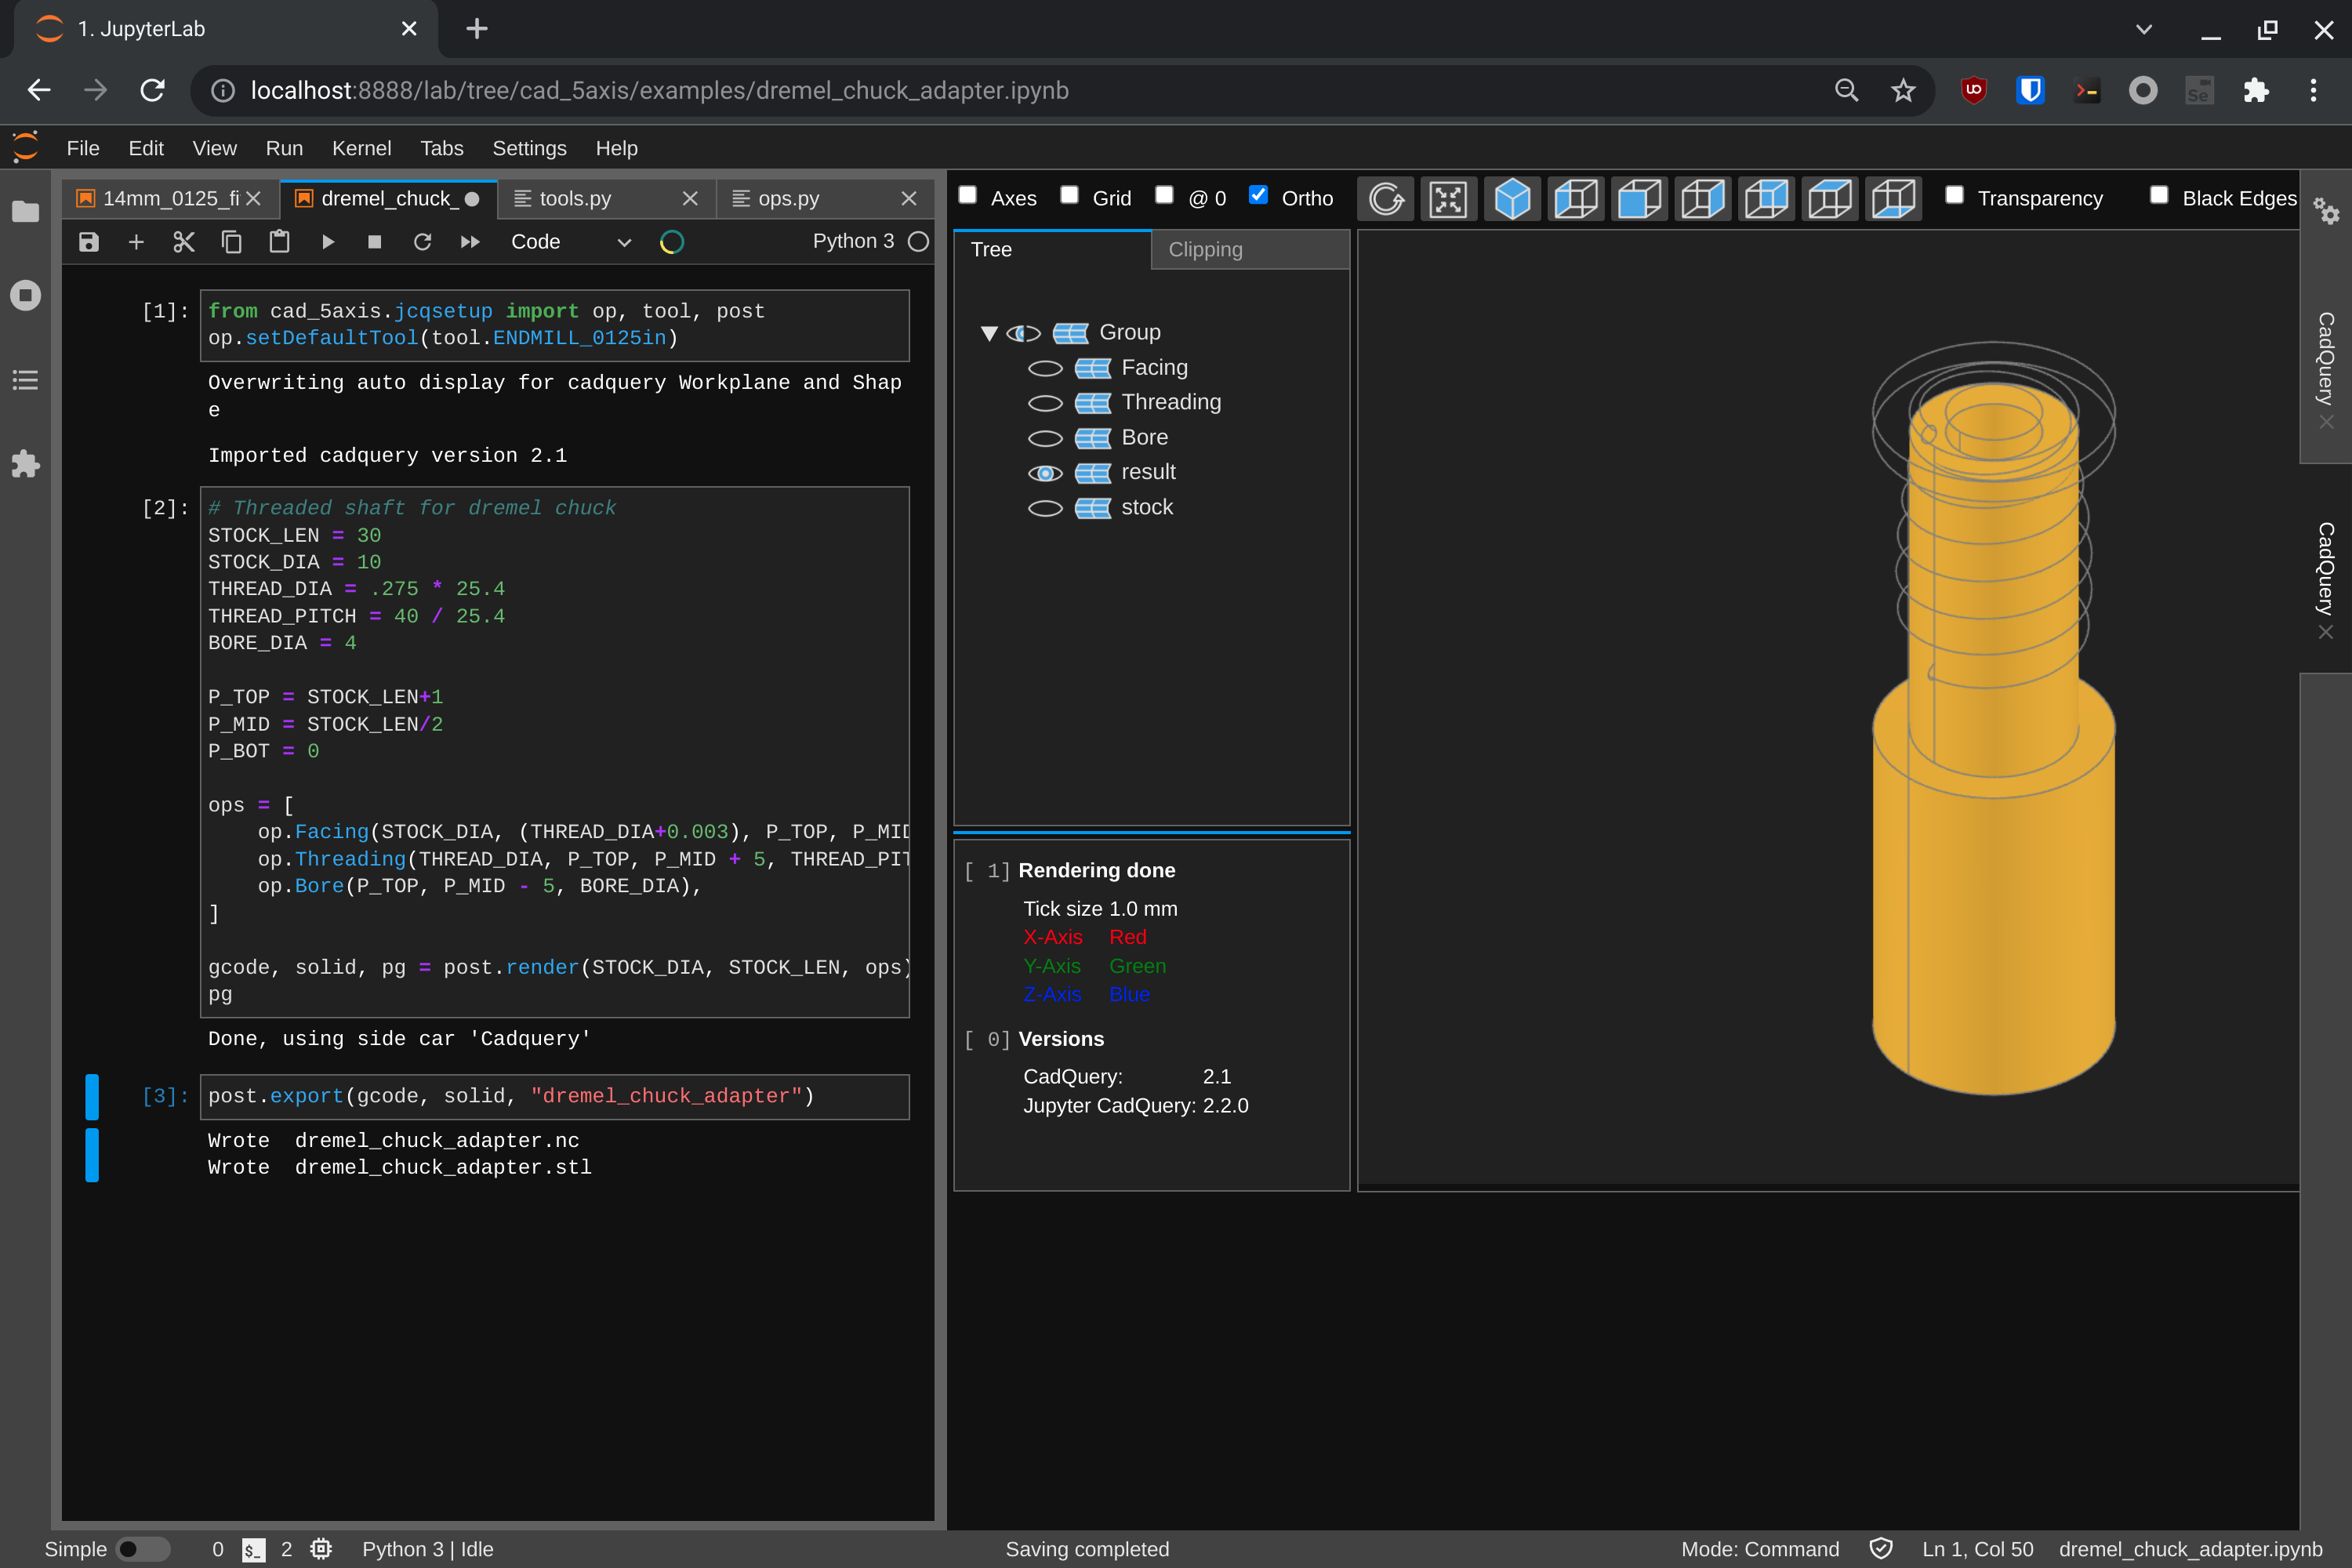 1. JupyterLab
localhost:8888/lab/tree/cad_5axis/examples/dremel_chuck_adapter.ipynb
UO
Se
File Edit View Run Kernel Tabs Settings Help
14mm_0125_fi
dremel_chuck_
tools.py
ops.py
Code
Python 3
[1]: from cad_5axis.jcqsetup import op, tool, post
op.setDefaultTool(tool.ENDMILL_0125in)
Overwriting auto display for cadquery Workplane and Shap
e
Imported cadquery version 2.1
[2]: # Threaded shaft for dremel chuck
STOCK_LEN = 30
STOCK_DIA = 10
THREAD_DIA = .275 * 25.4
THREAD_PITCH = 40 / 25.4
BORE_DIA = 4
P_TOP = STOCK_LEN+1
P_MID = STOCK_LEN/2
P_BOT = 0
ops = [
    op.Facing(STOCK_DIA, (THREAD_DIA+0.003), P_TOP, P_MID
    op.Threading(THREAD_DIA, P_TOP, P_MID + 5, THREAD_PIT
    op.Bore(P_TOP, P_MID - 5, BORE_DIA),
]
gcode, solid, pg = post.render(STOCK_DIA, STOCK_LEN, ops)
pg
Done, using side car 'Cadquery'
[3]: post.export(gcode, solid, "dremel_chuck_adapter")
Wrote  dremel_chuck_adapter.nc
Wrote  dremel_chuck_adapter.stl
Axes Grid @ 0 Ortho Transparency Black Edges
Tree Clipping
Group
Facing
Threading
Bore
result
stock
[ 1] Rendering done
Tick size 1.0 mm
X-Axis Red
Y-Axis Green
Z-Axis Blue
[ 0] Versions
CadQuery: 2.1
Jupyter CadQuery: 2.2.0
CadQuery
CadQuery
Simple 0 $_ 2 Python 3 | Idle Saving completed Mode: Command Ln 1, Col 50 dremel_chuck_adapter.ipynb